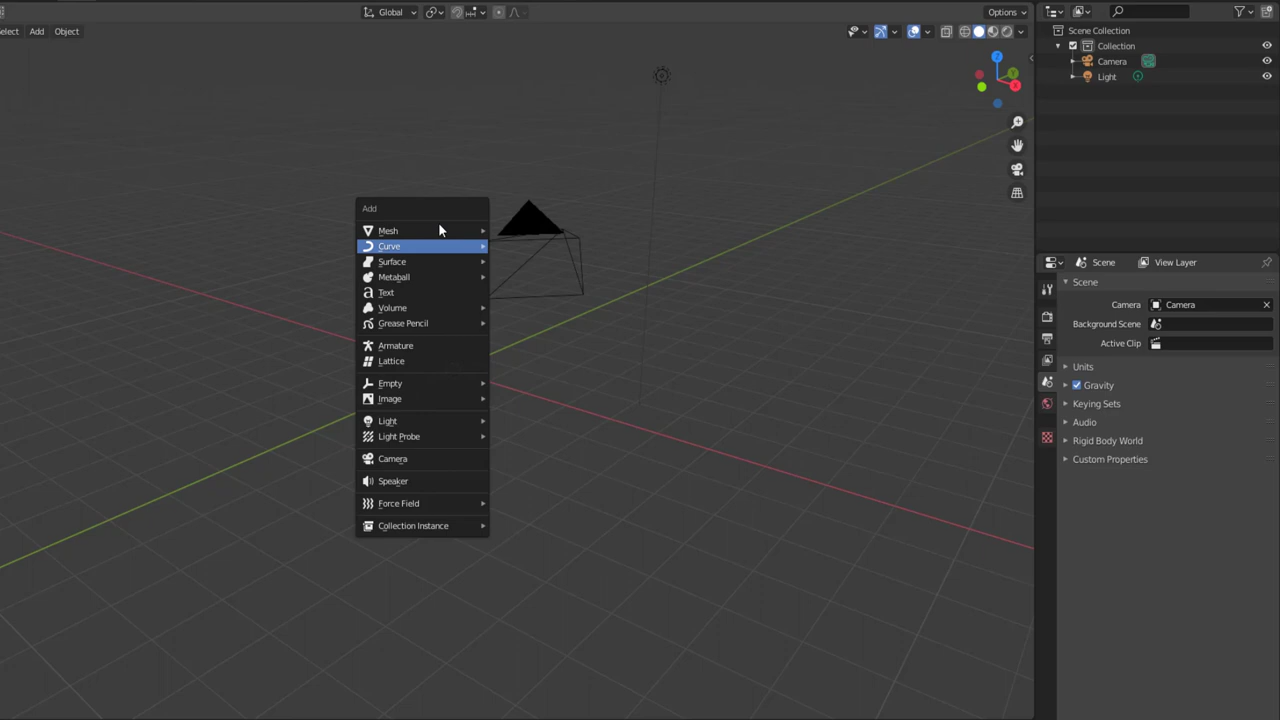 Global
Options
elect Add Object
Scene Collection
Collection
Camera
Light
Z
Y
X
Add
Mesh
Curve
Surface
Metaball
Text
Volume
Grease Pencil
Armature
Lattice
Empty
Image
Light
Light Probe
Camera
Speaker
Force Field
Collection Instance
Scene View Layer
Scene
Camera Camera
Background Scene
Active Clip
Units
Gravity
Keying Sets
Audio
Rigid Body World
Custom Properties